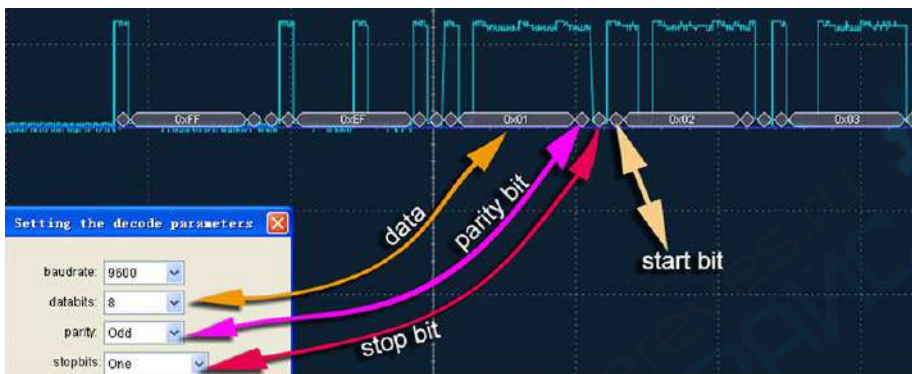 0xFF 0xEF 0x01 0x02 0x03
data
parity bit
start bit
stop bit
Setting the decode parameters
baudrate: 9600
databits: 8
parity: Odd
stopbits: One